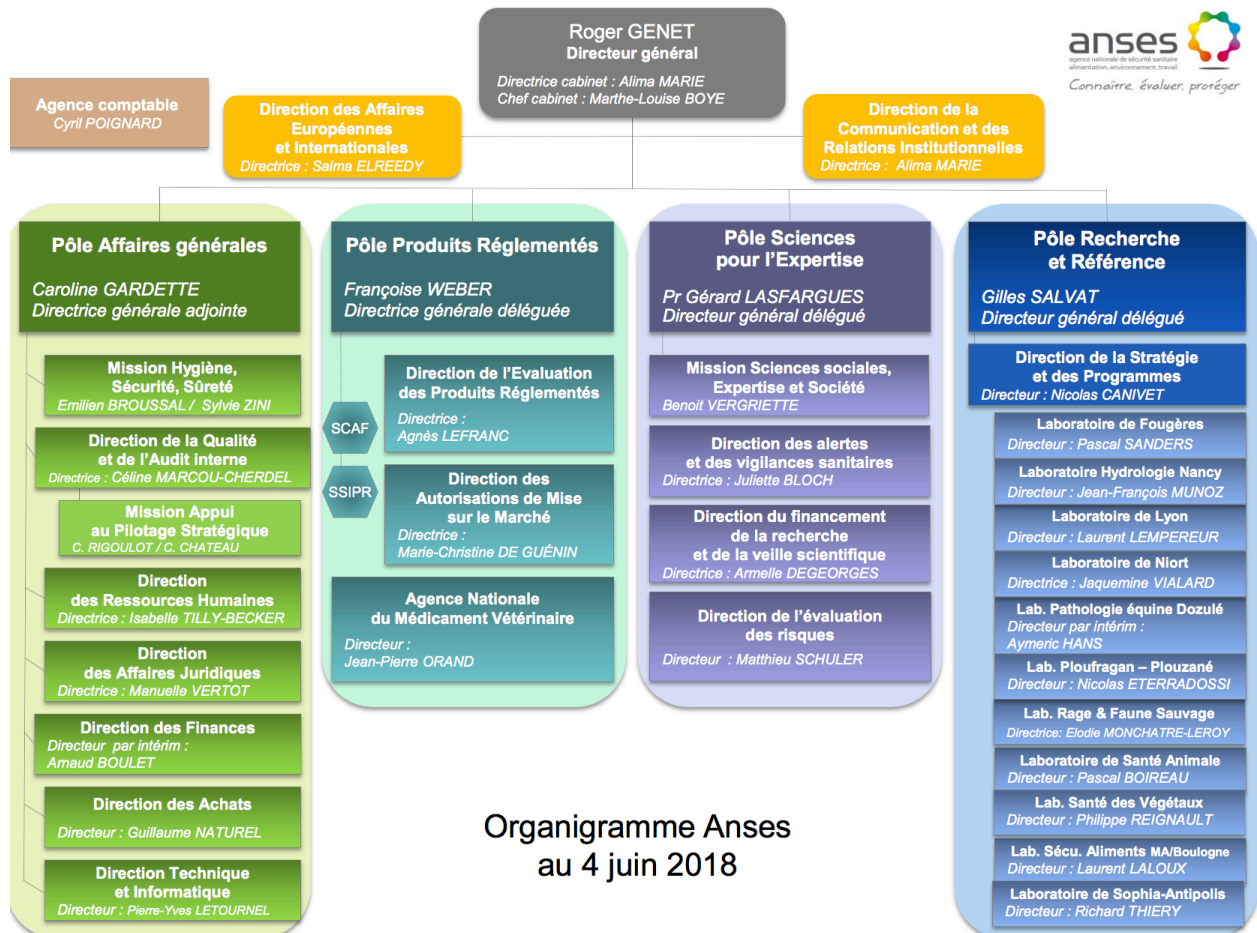 Roger GENET
Directeur général
Directrice cabinet : Alima MARIE
Chef cabinet : Marthe-Louise BOYE
anses
agence nationale de sécurité sanitaire
alimentation, environnement, travail
Connaître, évaluer, protéger
Agence comptable
Cyril POIGNARD
Direction des Affaires
Européennes
et Internationales
Directrice : Salma ELREEDY
Direction de la
Communication et des
Relations Institutionnelles
Directrice : Alima MARIE
Pôle Affaires générales
Caroline GARDETTE
Directrice générale adjointe
Mission Hygiène,
Sécurité, Sûreté
Emilien BROUSSAL / Sylvie ZINI
Direction de la Qualité
et de l'Audit interne
Directrice : Céline MARCOU-CHERDEL
Mission Appui
au Pilotage Stratégique
C. RIGOULOT / C. CHATEAU
Direction
des Ressources Humaines
Directrice : Isabelle TILLY-BECKER
Direction
des Affaires Juridiques
Directrice : Manuelle VERTOT
Direction des Finances
Directeur par intérim :
Arnaud BOULET
Direction des Achats
Directeur : Guillaume NATUREL
Direction Technique
et Informatique
Directeur : Pierre-Yves LETOURNEL
Pôle Produits Réglementés
Françoise WEBER
Directrice générale déléguée
SCAF
SSIPR
Direction de l'Evaluation
des Produits Réglementés
Directrice :
Agnès LEFRANC
Direction des
Autorisations de Mise
sur le Marché
Directrice :
Marie-Christine DE GUÉNIN
Agence Nationale
du Médicament Vétérinaire
Directeur :
Jean-Pierre ORAND
Pôle Sciences
pour l'Expertise
Pr Gérard LASFARGUES
Directeur général délégué
Mission Sciences sociales,
Expertise et Société
Benoit VERGRIETTE
Direction des alertes
et des vigilances sanitaires
Directrice : Juliette BLOCH
Direction du financement
de la recherche
et de la veille scientifique
Directrice : Armelle DEGEORGES
Direction de l'évaluation
des risques
Directeur : Matthieu SCHULER
Pôle Recherche
et Référence
Gilles SALVAT
Directeur général délégué
Direction de la Stratégie
et des Programmes
Directeur : Nicolas CANIVET
Laboratoire de Fougères
Directeur : Pascal SANDERS
Laboratoire Hydrologie Nancy
Directeur : Jean-François MUNOZ
Laboratoire de Lyon
Directeur : Laurent LEMPEREUR
Laboratoire de Niort
Directrice : Jaquemine VIALARD
Lab. Pathologie équine Dozulé
Directeur par intérim :
Aymeric HANS
Lab. Ploufragan – Plouzané
Directeur : Nicolas ETERRADOSSI
Lab. Rage & Faune Sauvage
Directrice: Elodie MONCHATRE-LEROY
Laboratoire de Santé Animale
Directeur : Pascal BOIREAU
Lab. Santé des Végétaux
Directeur : Philippe REIGNAULT
Lab. Sécu. Aliments MA/Boulogne
Directeur : Laurent LALOUX
Laboratoire de Sophia-Antipolis
Directeur : Richard THIERY
Organigramme Anses
au 4 juin 2018